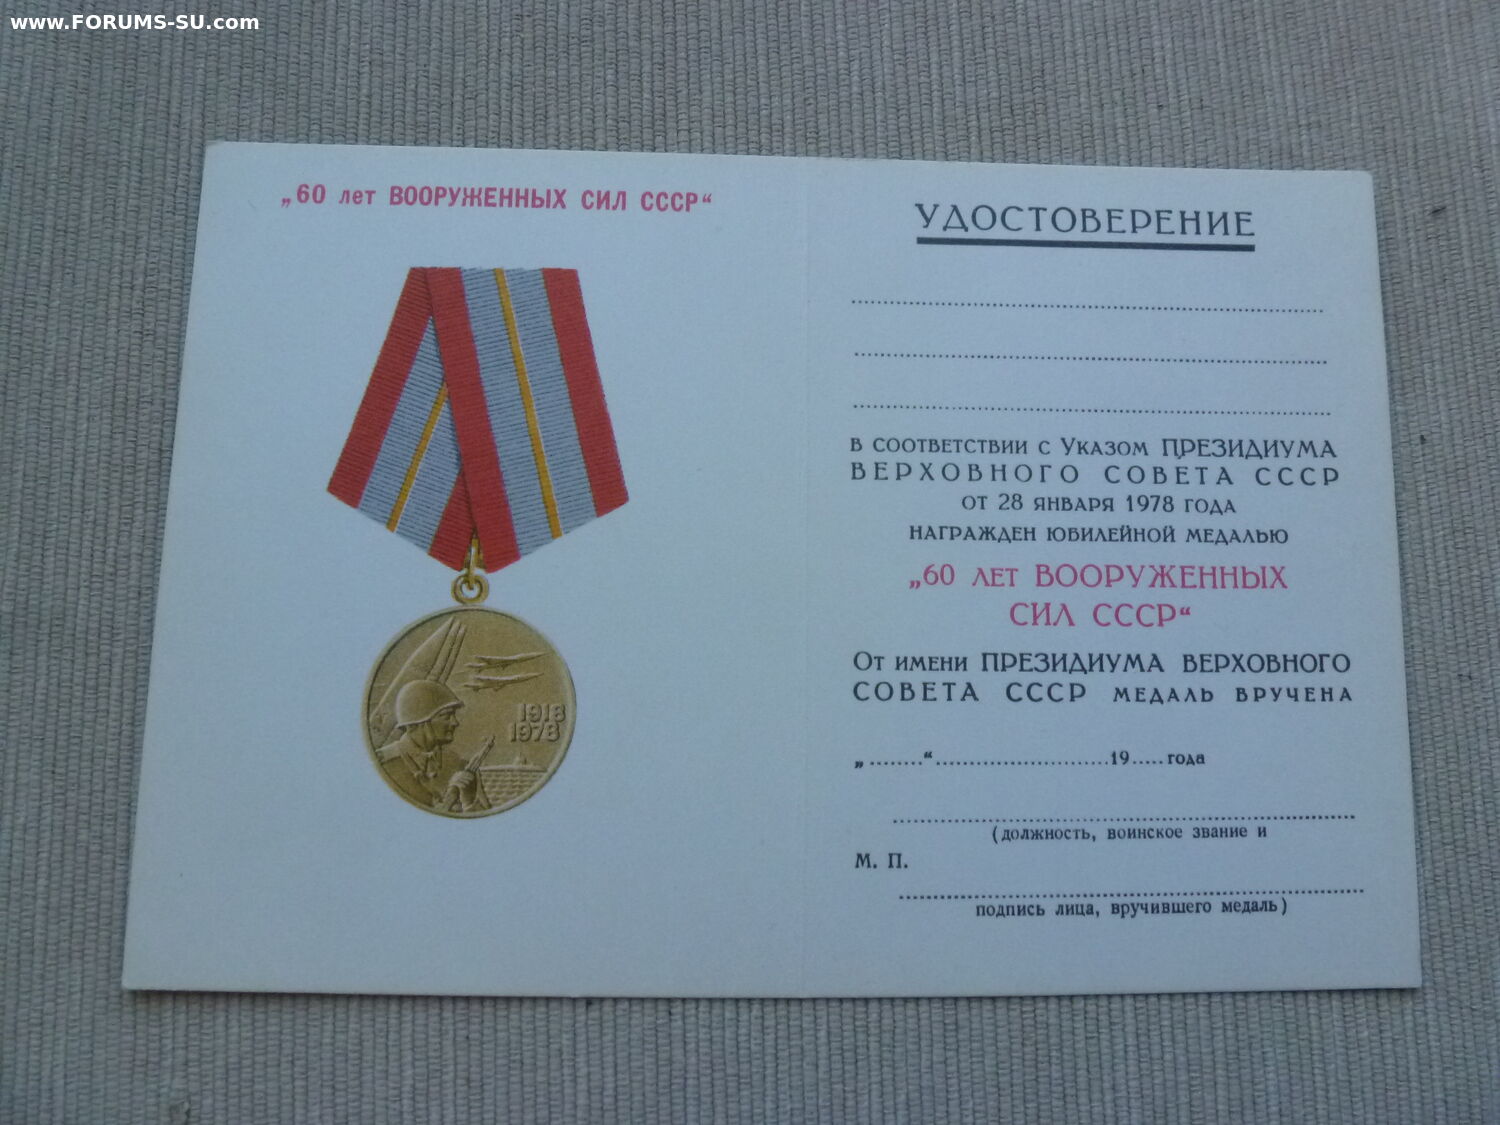 www.FORUMS-SU.com
„60 лет ВООРУЖЕННЫХ СИЛ СССР“
1918
1978
УДОСТОВЕРЕНИЕ
В СООТВЕТСТВИИ С УКАЗОМ ПРЕЗИДИУМА
ВЕРХОВНОГО СОВЕТА СССР
ОТ 28 ЯНВАРЯ 1978 ГОДА
НАГРАЖДЕН ЮБИЛЕЙНОЙ МЕДАЛЬЮ
„60 ЛЕТ ВООРУЖЕННЫХ
СИЛ СССР“
ОТ ИМЕНИ ПРЕЗИДИУМА ВЕРХОВНОГО
СОВЕТА СССР МЕДАЛЬ ВРУЧЕНА
„........“..........................19.....года
(должность, воинское звание и
М. П.
подпись лица, вручившего медаль)